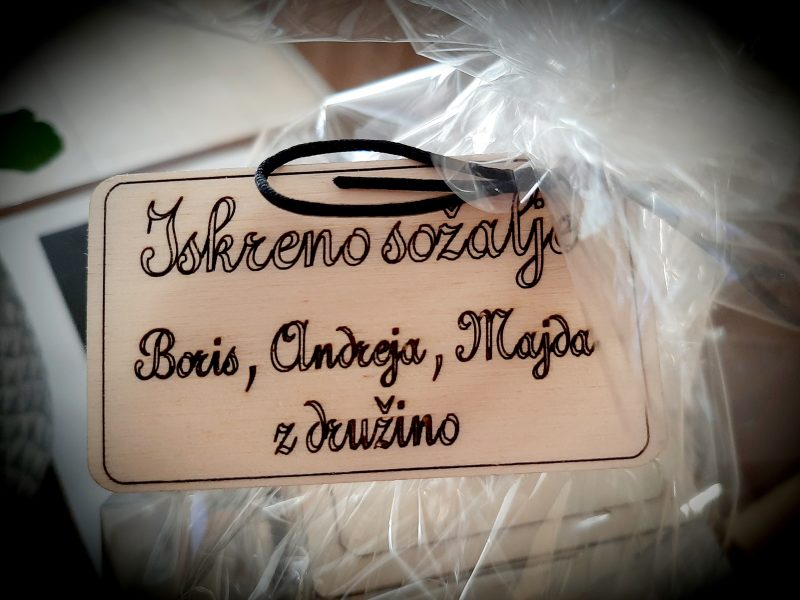 Iskreno sožalje
Boris, Andreja, Majda
z družino